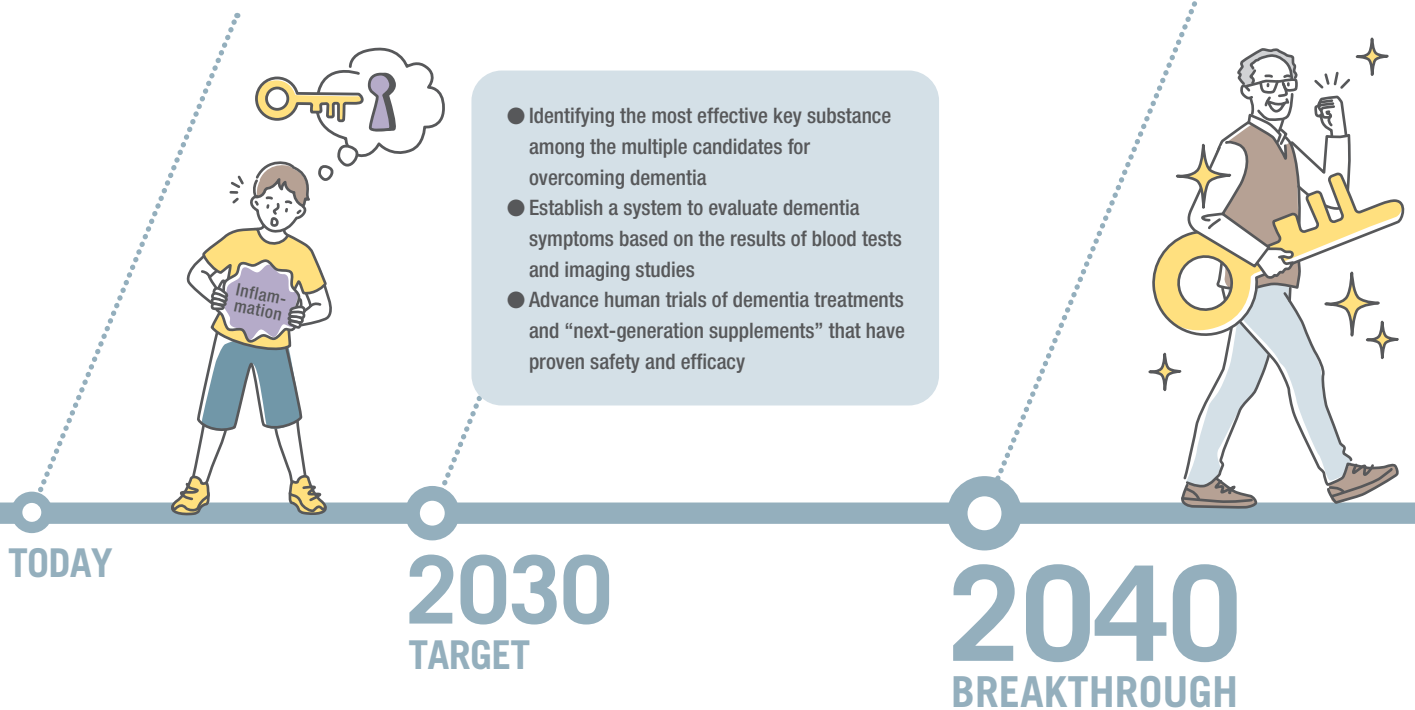 Inflam-
mation
● Identifying the most effective key substance
among the multiple candidates for
overcoming dementia
● Establish a system to evaluate dementia
symptoms based on the results of blood tests
and imaging studies
● Advance human trials of dementia treatments
and “next-generation supplements” that have
proven safety and efficacy
TODAY
2030
TARGET
2040
BREAKTHROUGH